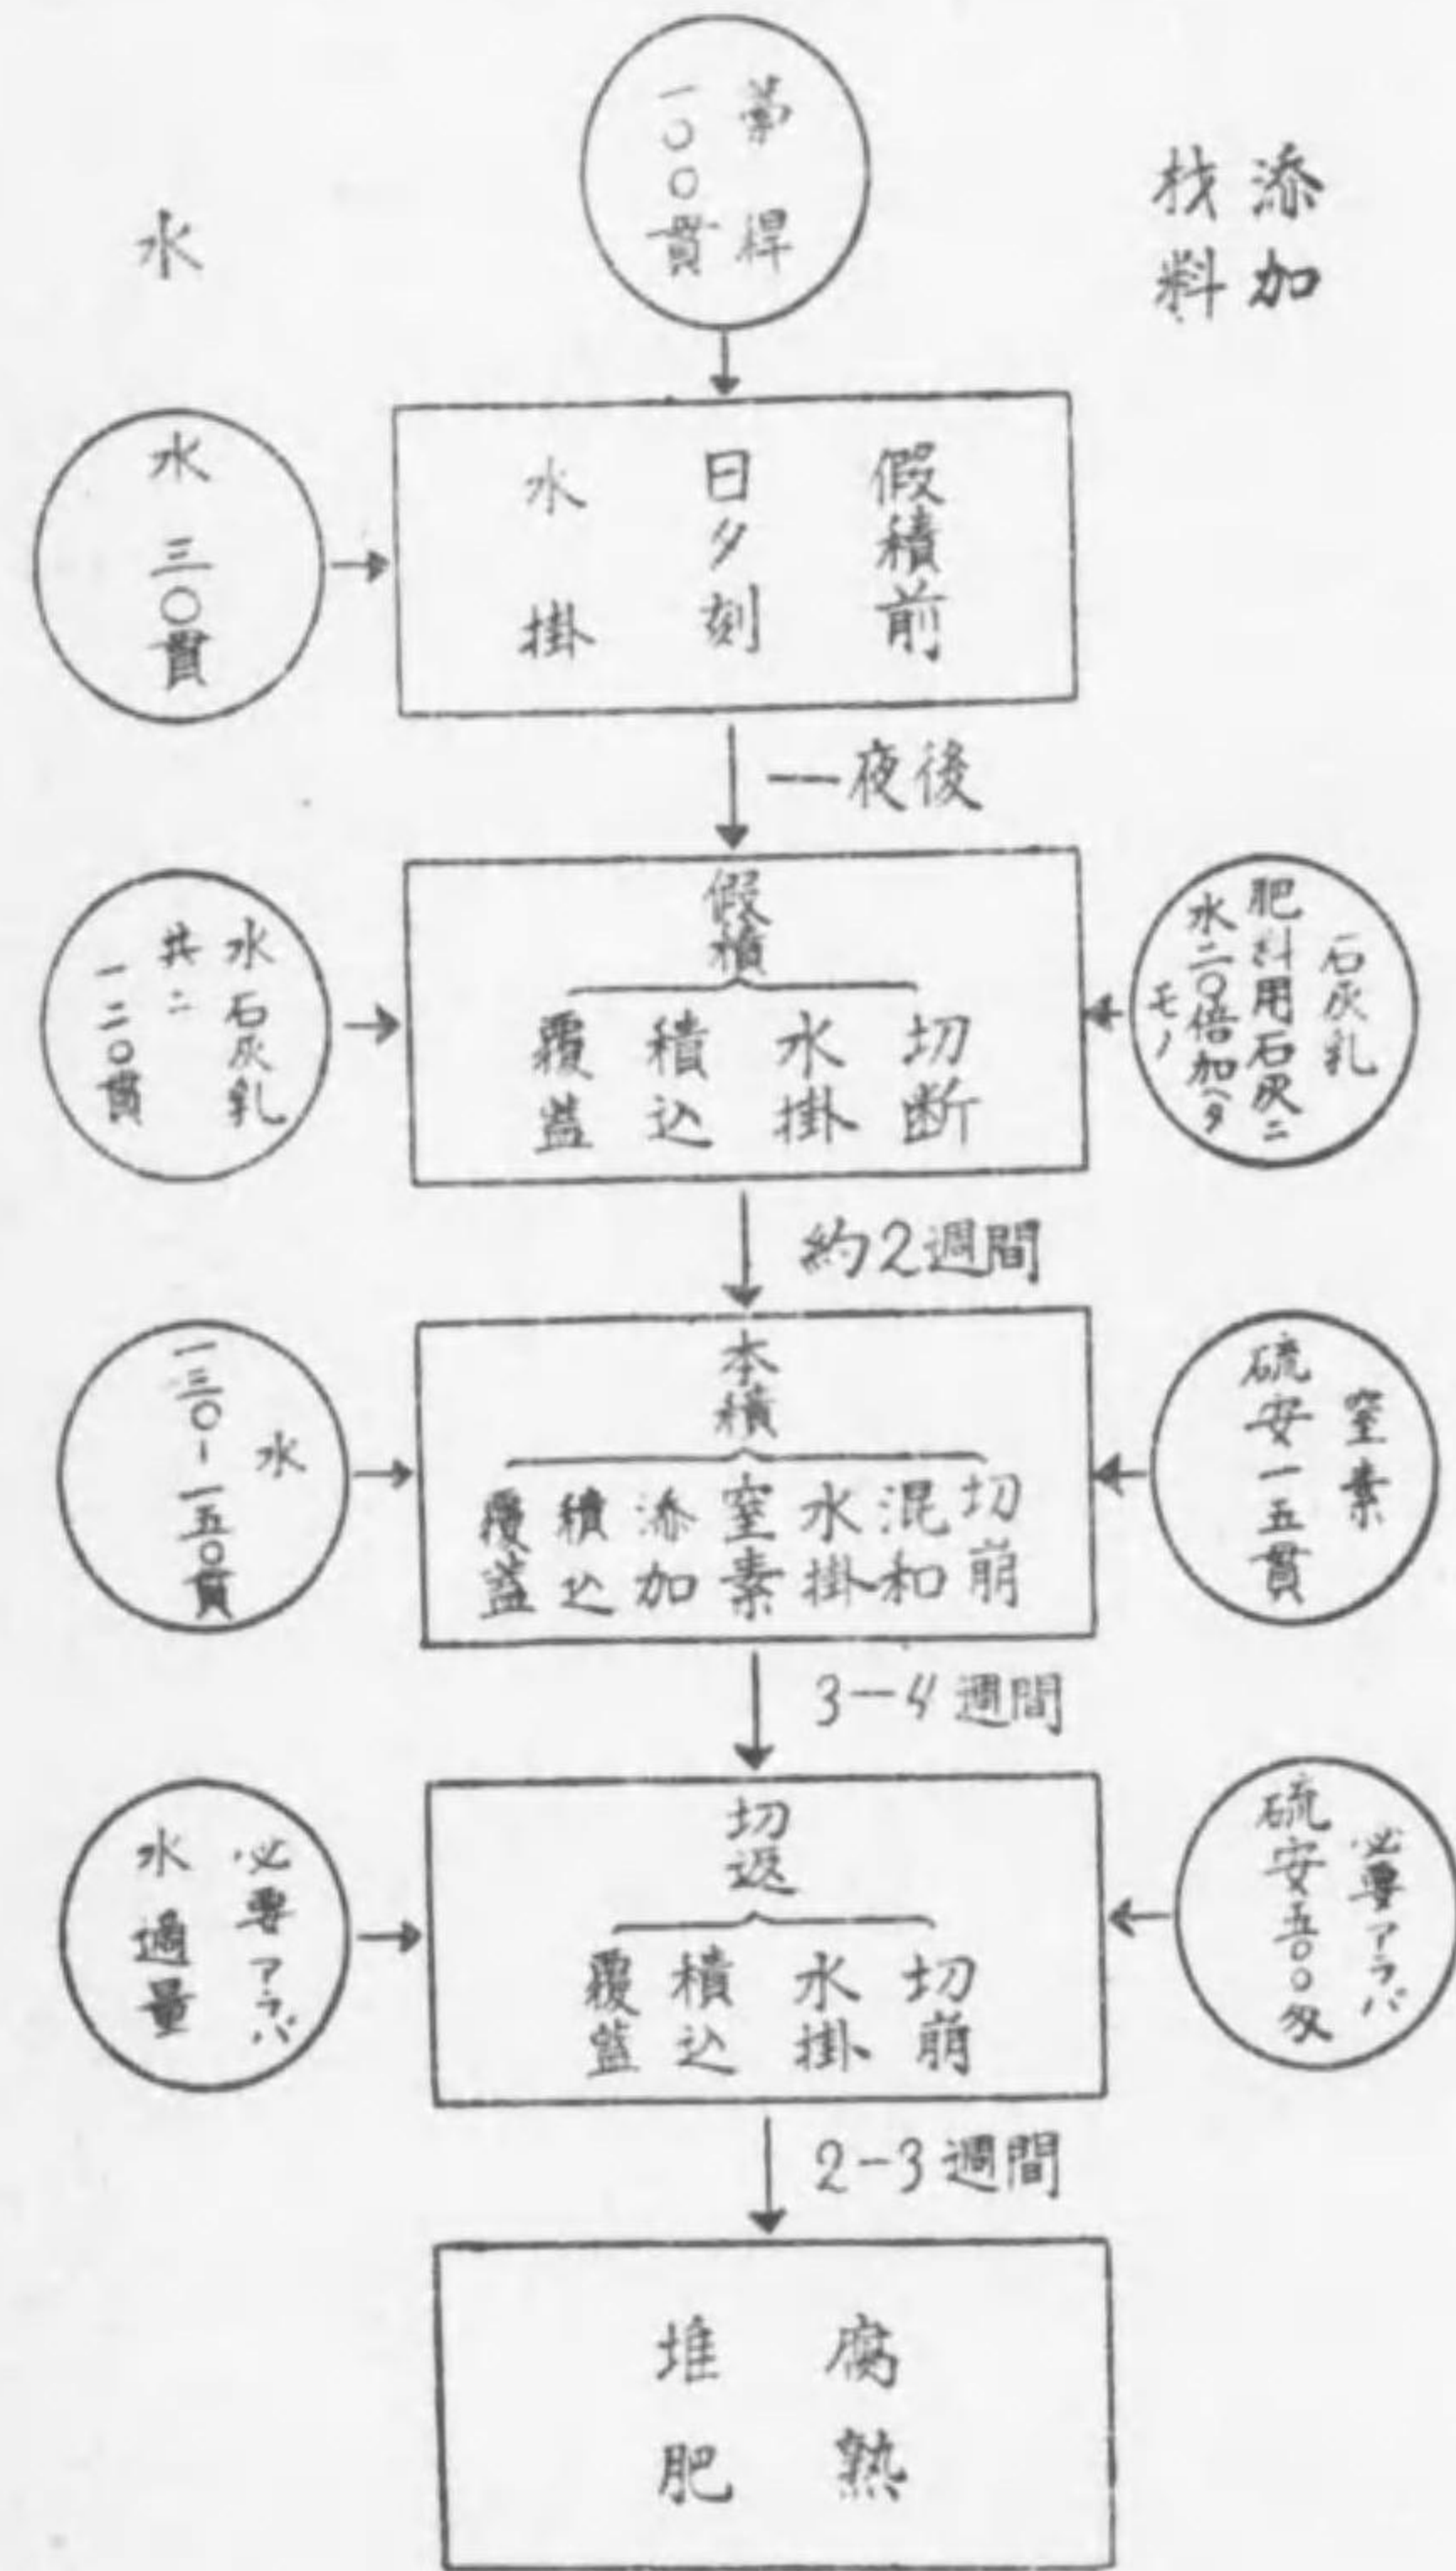 添加
材料
水
藁稈
一〇〇貫
假積前
日夕刻
水掛
水 三〇貫
一夜後
假積
切断
水掛
積込
覆蓋
水石灰乳
共ニ
一二〇貫
石灰乳
肥料用石灰ニ
水二〇倍加ヘタ
モノ
約2週間
本積
切崩
混和
水掛
窒素
添加
積込
覆蓋
水
一三〇-一五〇貫
窒素
硫安一五貫
3-4週間
切返
切崩
水掛
積込
覆蓋
必要アラバ
水適量
必要アラバ
硫安五〇〇匁
2-3週間
腐熟
堆肥